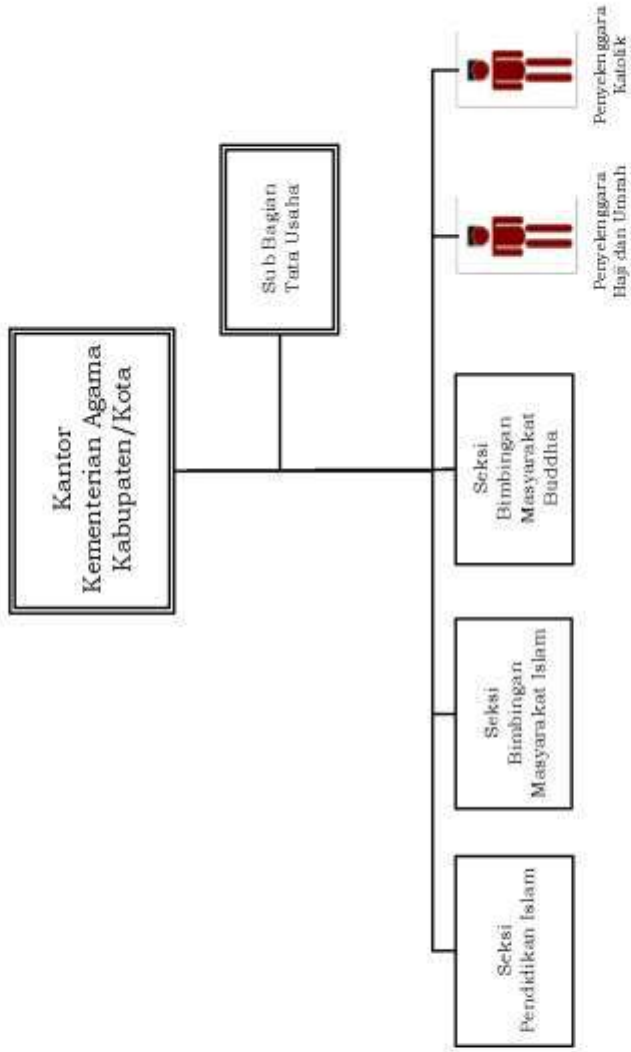 Kantor
Kementerian Agama
Kabupaten/Kota
Sub Bagian
Tata Usaha
Seksi
Pendidikan Islam
Seksi
Bimbingan
Masyarakat Islam
Seksi
Bimbingan
Masyarakat
Buddha
Penyelenggara
Haji dan Umrah
Penyelenggara
Katolik